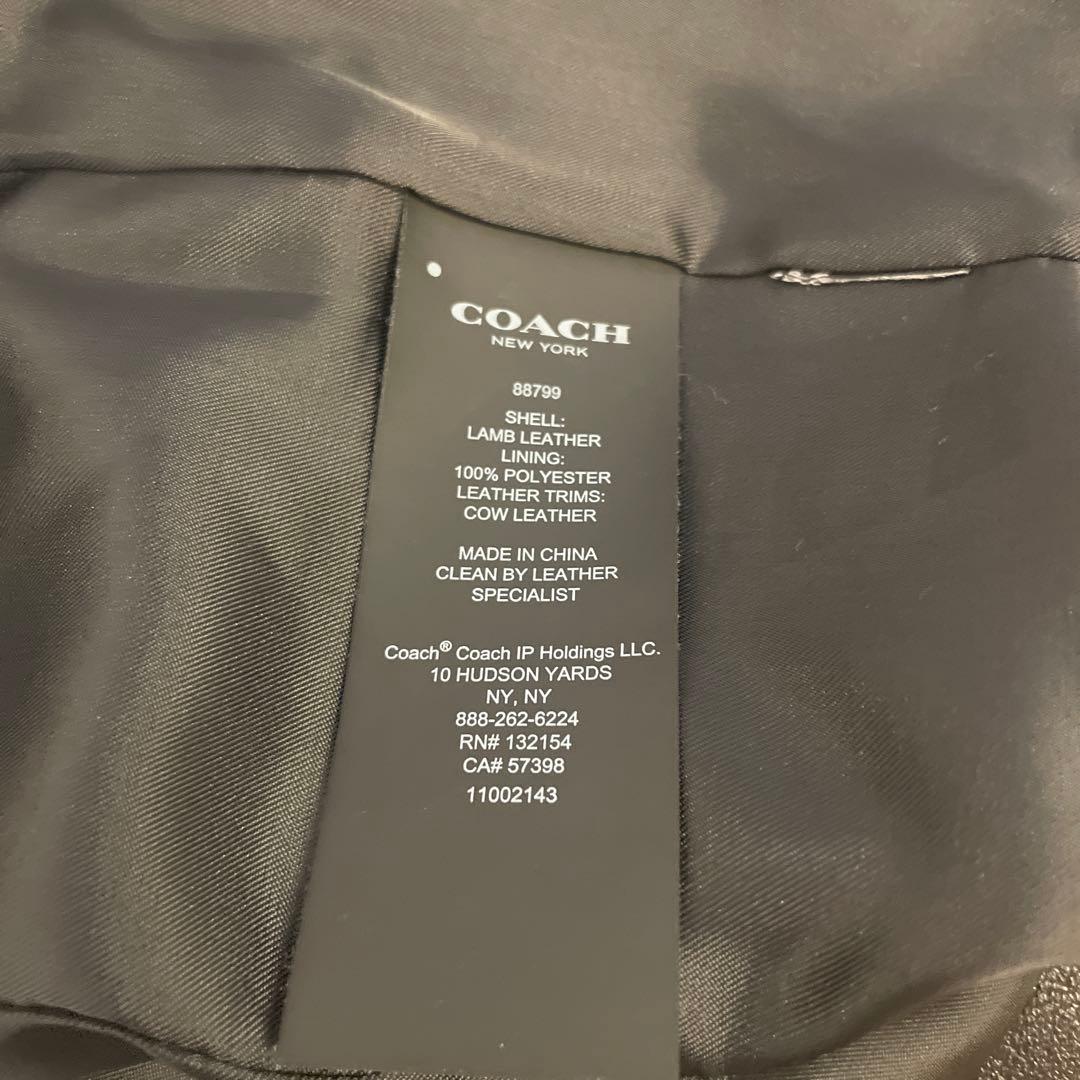 COACH
NEW YORK
88799
SHELL:
LAMB LEATHER
LINING:
100% POLYESTER
LEATHER TRIMS:
COW LEATHER
MADE IN CHINA
CLEAN BY LEATHER
SPECIALIST
Coach® Coach IP Holdings LLC.
10 HUDSON YARDS
NY, NY
888-262-6224
RN# 132154
CA# 57398
11002143